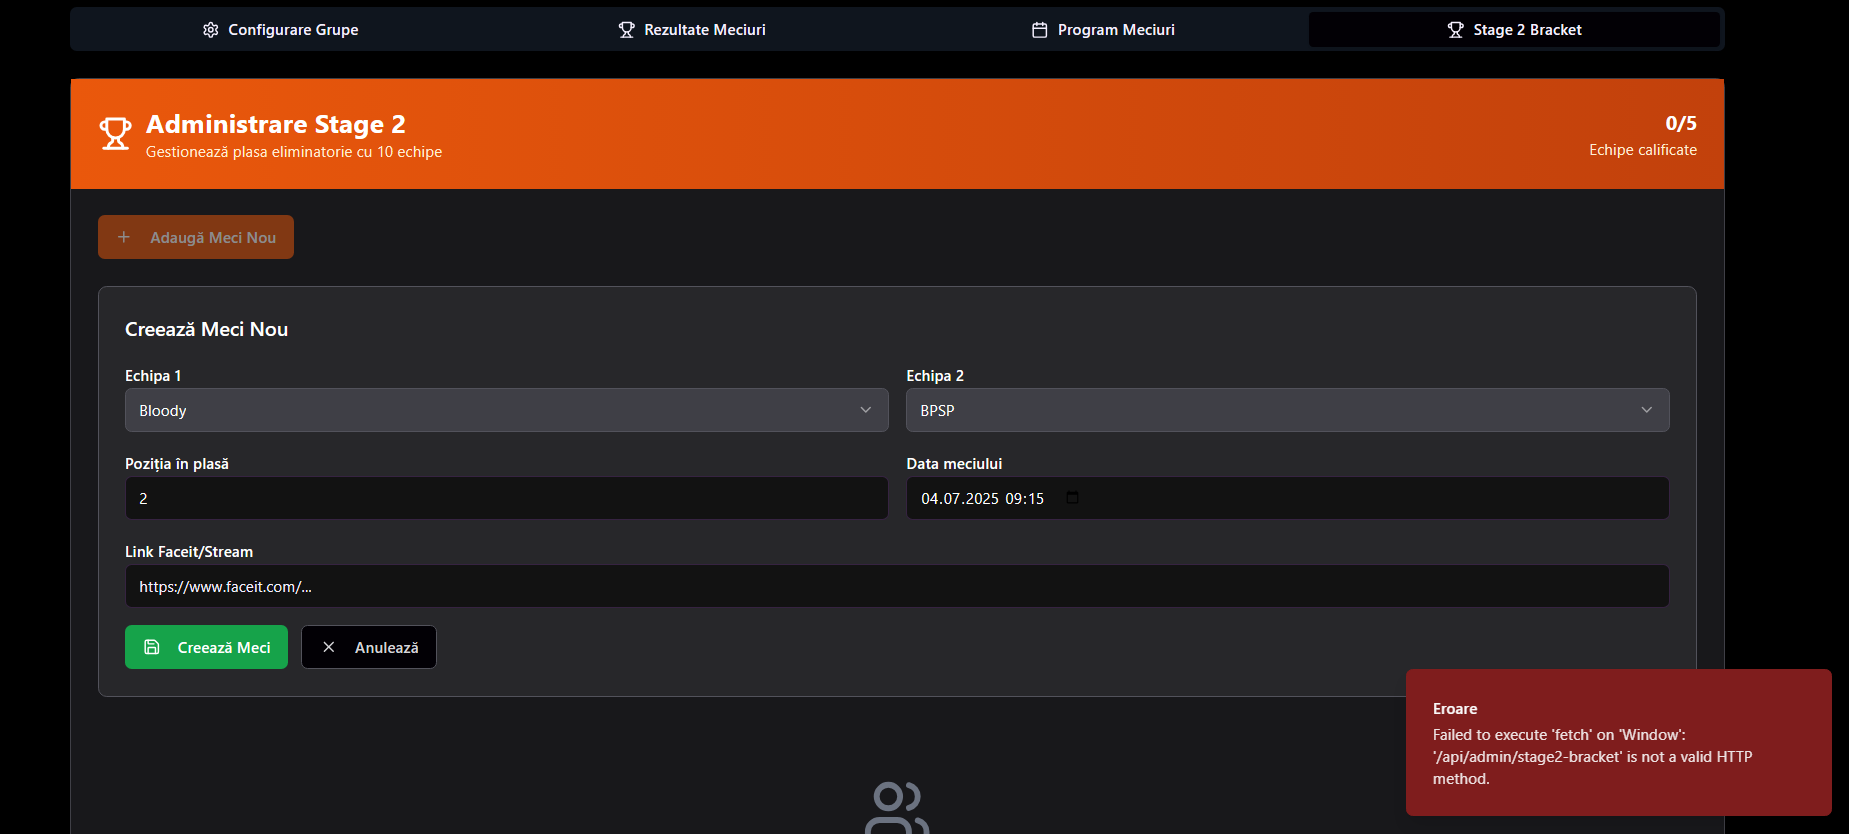 Configurare Grupe
Rezultate Meciuri
Program Meciuri
Stage 2 Bracket
Administrare Stage 2
Gestionează plasa eliminatorie cu 10 echipe
0/5
Echipe calificate
Adaugă Meci Nou
Creează Meci Nou
Echipa 1
Echipa 2
Bloody
BPSP
Poziția în plasă
Data meciului
2
04.07.2025 09:15
Link Faceit/Stream
https://www.faceit.com/...
Creează Meci
Anulează
Eroare
Failed to execute 'fetch' on 'Window':
'/api/admin/stage2-bracket' is not a valid HTTP
method.